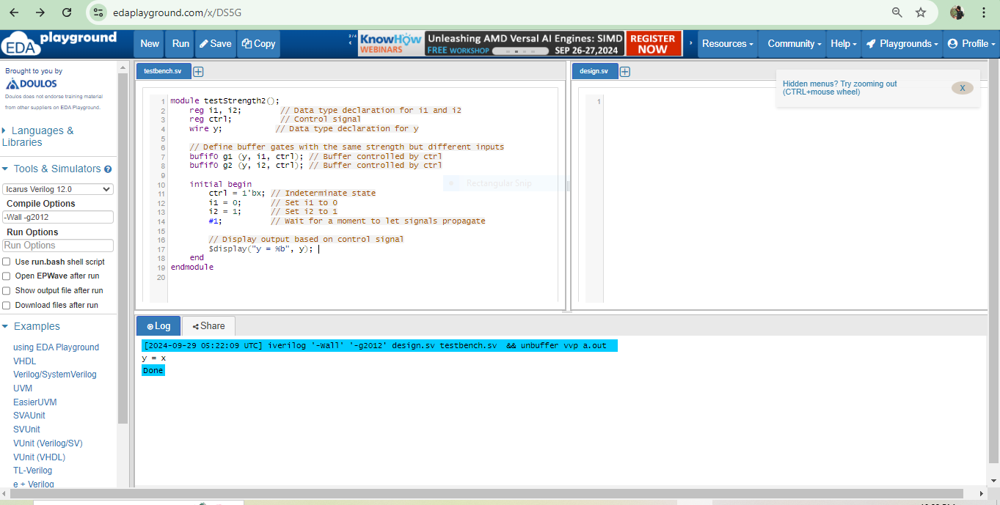 edaplayground.com/x/DS5G
EDA playground
New
Run
Save
Copy
2/4
KnowHow WEBINARS
Unleashing AMD Versal AI Engines: SIMD
FREE WORKSHOP SEP 26-27,2024
REGISTER NOW
Resources
Community
Help
Playgrounds
Profile
Brought to you by
DOULOS
Doulos does not endorse training material
from other suppliers on EDA Playground.
Languages &
Libraries
Tools & Simulators ?
Icarus Verilog 12.0
Compile Options
-Wall -g2012
Run Options
Run Options
Use run.bash shell script
Open EPWave after run
Show output file after run
Download files after run
Examples
using EDA Playground
VHDL
Verilog/SystemVerilog
UVM
EasierUVM
SVAUnit
SVUnit
VUnit (Verilog/SV)
VUnit (VHDL)
TL-Verilog
e + Verilog
testbench.sv
1 module testStrength2();
2 reg i1, i2; // Data type declaration for i1 and i2
3 reg ctrl; // Control signal
4 wire y; // Data type declaration for y
5
6 // Define buffer gates with the same strength but different inputs
7 bufif0 g1 (y, i1, ctrl); // Buffer controlled by ctrl
8 bufif0 g2 (y, i2, ctrl); // Buffer controlled by ctrl
9
10 initial begin
11 ctrl = 1'bx; // Indeterminate state
12 i1 = 0; // Set i1 to 0
13 i2 = 1; // Set i2 to 1
14 #1; // Wait for a moment to let signals propagate
15
16 // Display output based on control signal
17 $display("y = %b", y);
18 end
19 endmodule
20
Rectangular Snip
design.sv
1
Hidden menus? Try zooming out
(CTRL+mouse wheel)
X
Log
Share
[2024-09-29 05:22:09 UTC] iverilog '-Wall' '-g2012' design.sv testbench.sv && unbuffer vvp a.out
y = x
Done